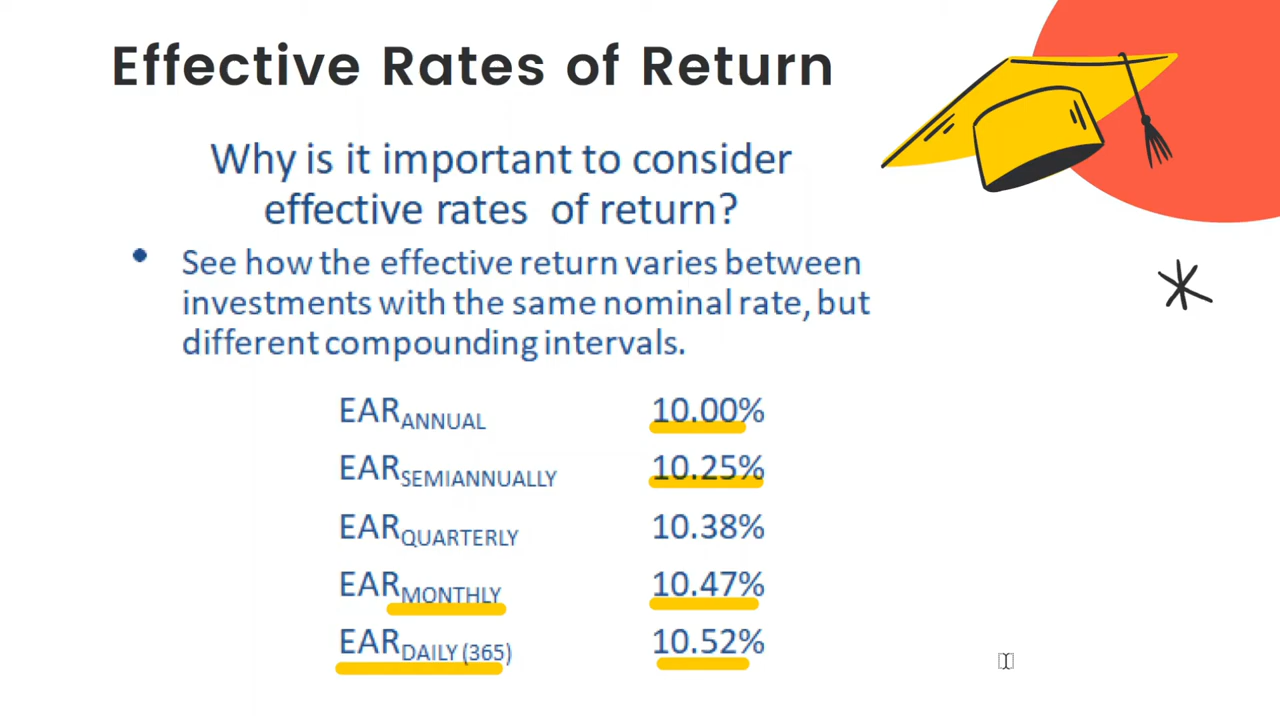 Effective Rates of Return
Why is it important to consider
effective rates of return?
• See how the effective return varies between
investments with the same nominal rate, but
different compounding intervals.
EARANNUAL 10.00%
EARSEMIANNUALLY 10.25%
EARQUARTERLY 10.38%
EARMONTHLY 10.47%
EARDAILY (365) 10.52%